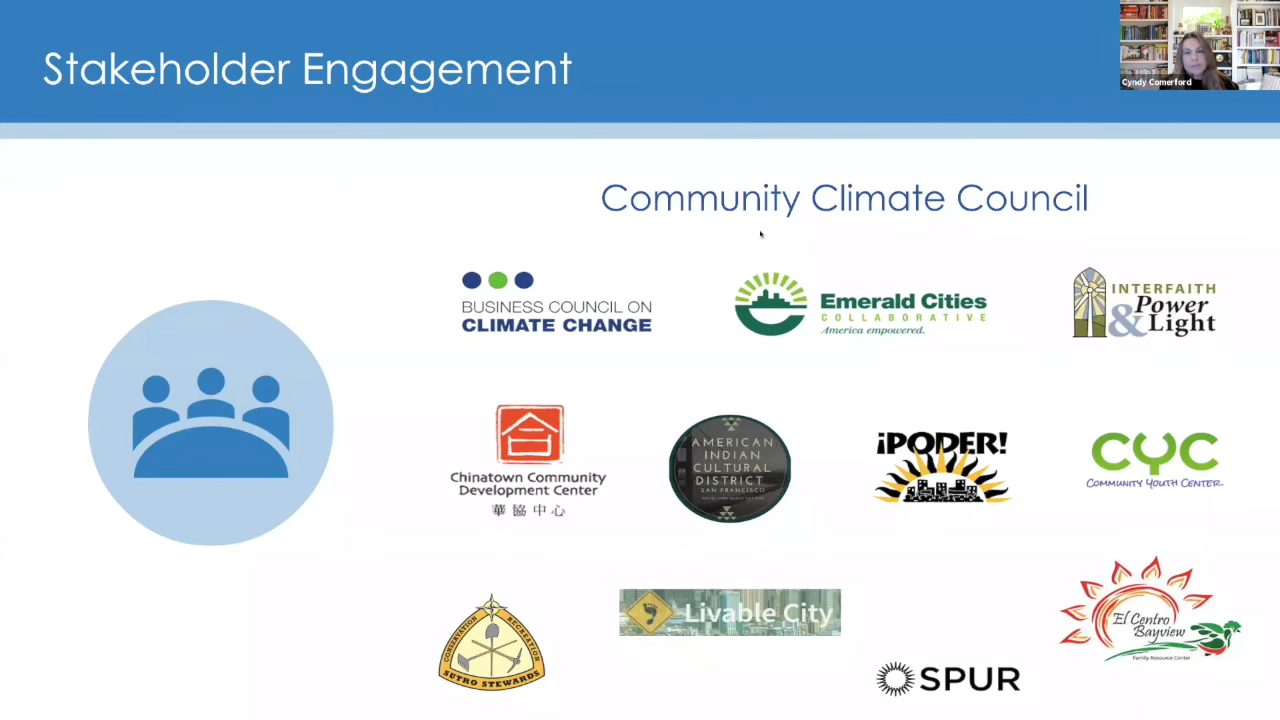 Stakeholder Engagement
Cyndy Comerford
Community Climate Council
BUSINESS COUNCIL ON
CLIMATE CHANGE
Emerald Cities
COLLABORATIVE
America empowered.
INTERFAITH
Power
& Light
Chinatown Community
Development Center
華協中心
AMERICAN
INDIAN
CULTURAL
DISTRICT
SAN FRANCISCO
¡PODER!
CYC
COMMUNITY YOUTH CENTER
CONSERVATION RECREATION
SUTRO STEWARDS
Livable City
SPUR
El Centro
Bayview
Family Resource Center